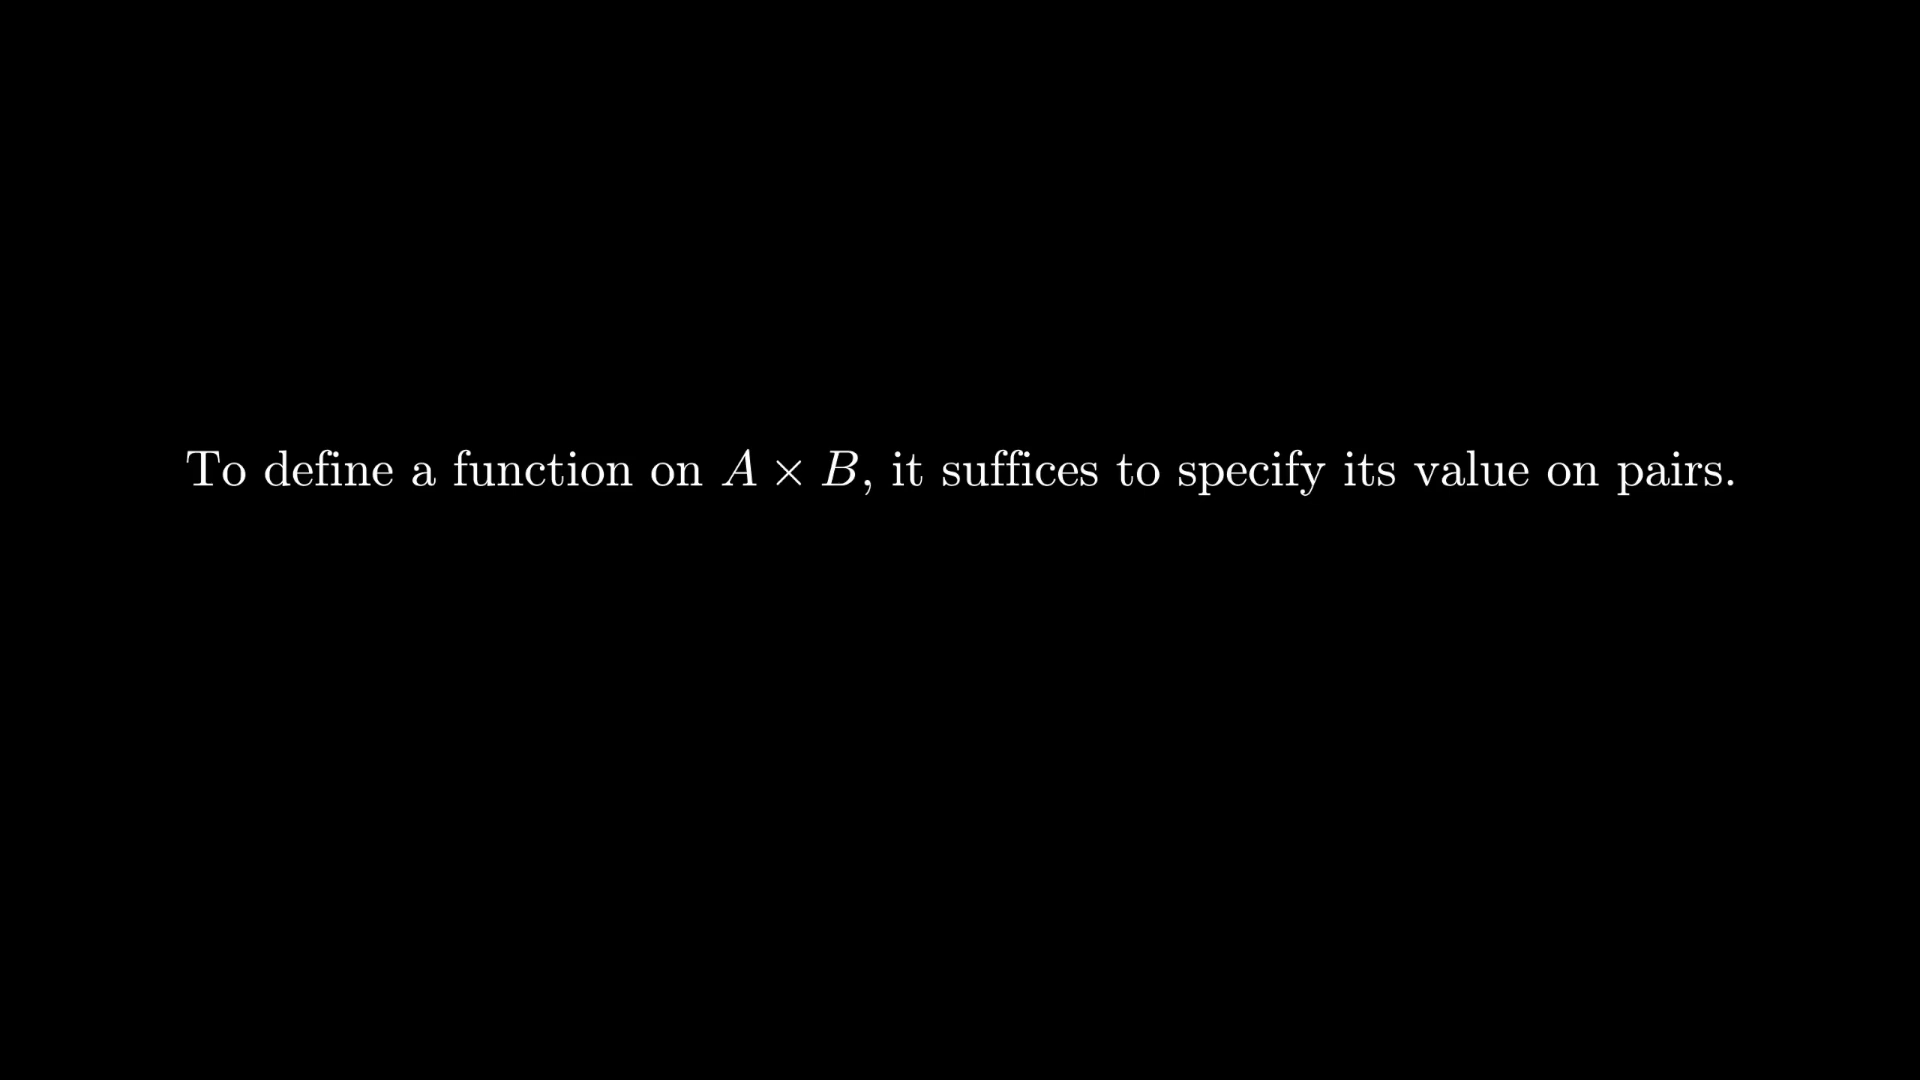 To define a function on A × B, it suffices to specify its value on pairs.